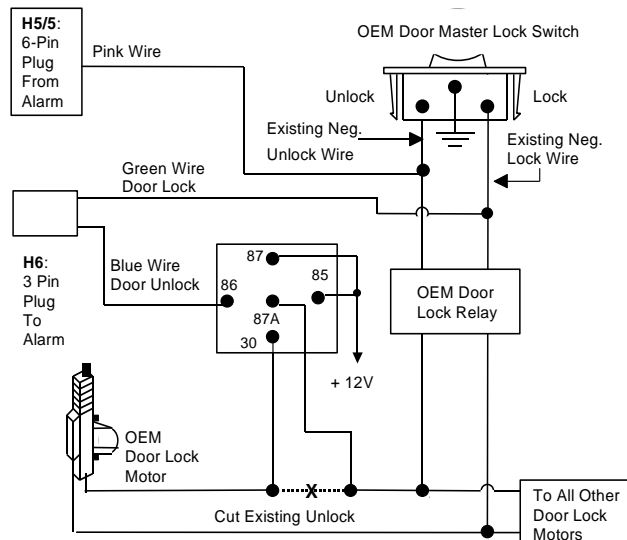 H5/5:
6-Pin
Plug
From
Alarm
Pink Wire
OEM Door Master Lock Switch
Unlock
Lock
Existing Neg.
Unlock Wire
Existing Neg.
Lock Wire
Green Wire
Door Lock
H6:
3 Pin
Plug
To
Alarm
Blue Wire
Door Unlock
87
86
85
87A
30
+ 12V
OEM Door
Lock Relay
OEM
Door Lock
Motor
X
Cut Existing Unlock
To All Other
Door Lock
Motors